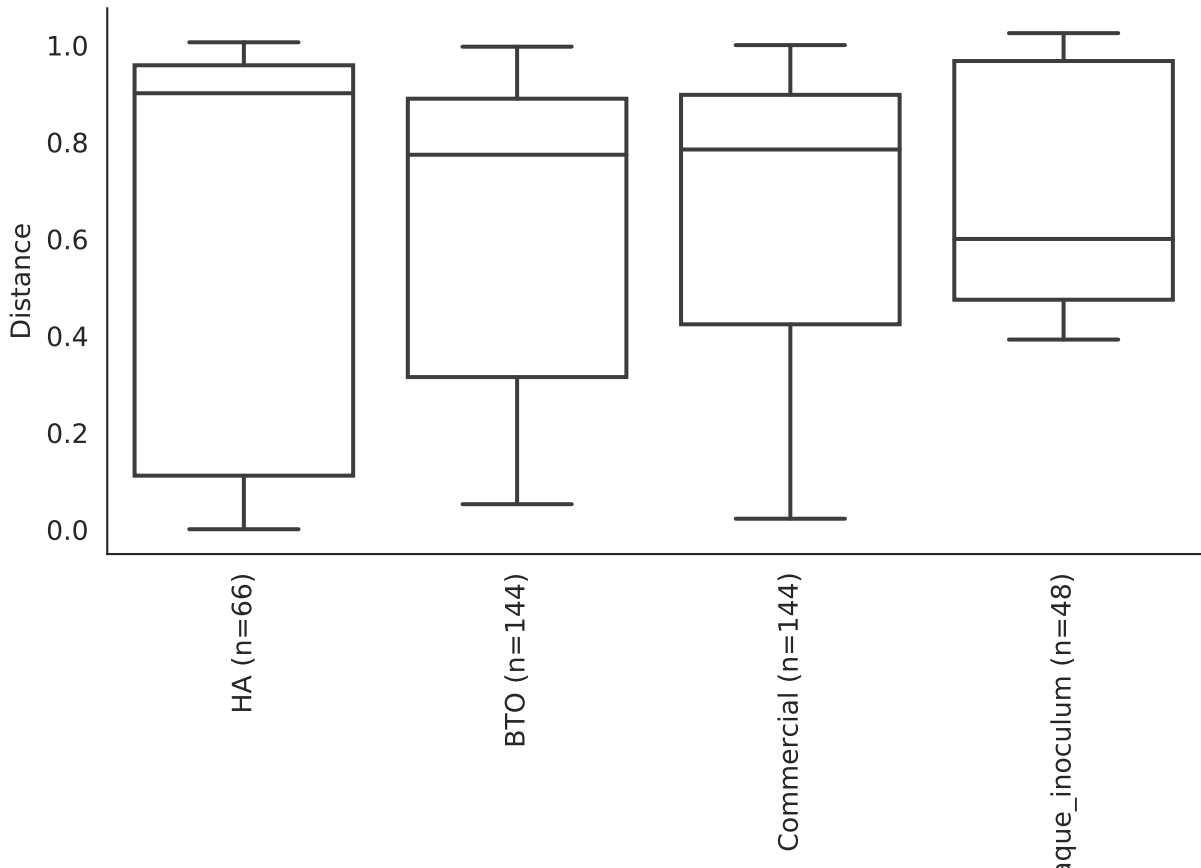 1.0
0.8
0.6
0.4
0.2
0.0
Distance
HA (n=66)
BTO (n=144)
Commercial (n=144)
aque_inoculum (n=48)